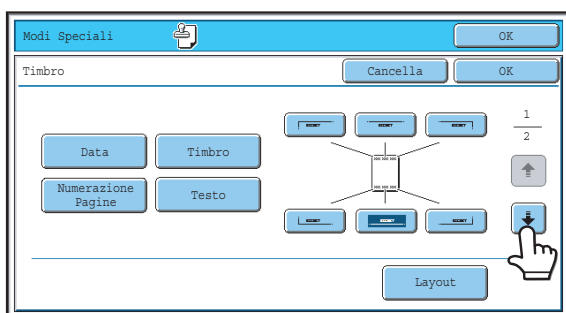 Modi Speciali
OK
Timbro
Cancella
OK
1
2
Data
Timbro
Numerazione
Pagine
Testo
Layout